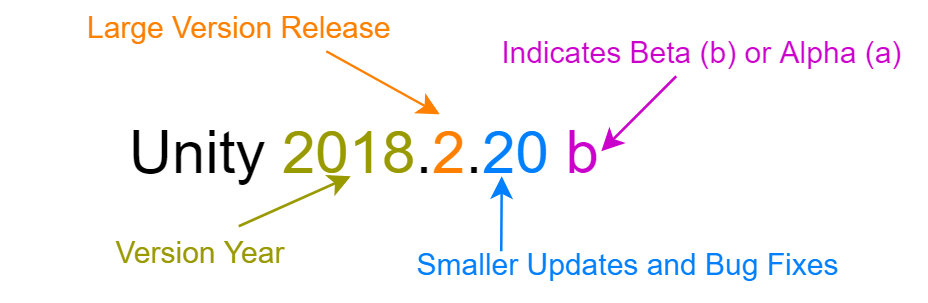 Large Version Release
Indicates Beta (b) or Alpha (a)
Unity 2018.2.20 b
Version Year
Smaller Updates and Bug Fixes